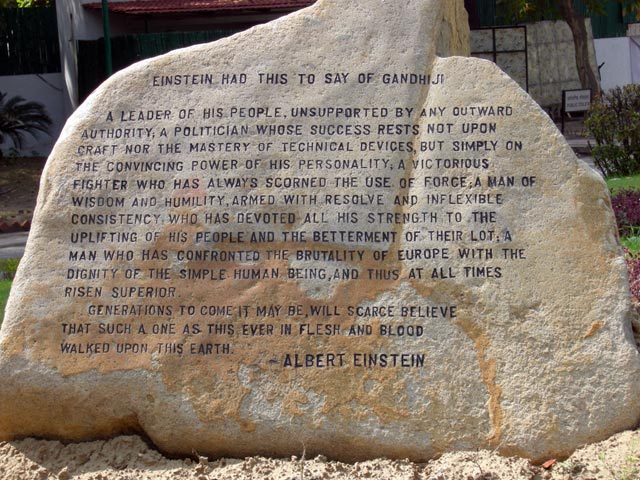 EINSTEIN HAD THIS TO SAY OF GANDHIJI
A LEADER OF HIS PEOPLE, UNSUPPORTED BY ANY OUTWARD
AUTHORITY, A POLITICIAN WHOSE SUCCESS RESTS NOT UPON
CRAFT NOR THE MASTERY OF TECHNICAL DEVICES, BUT SIMPLY ON
THE CONVINCING POWER OF HIS PERSONALITY, A VICTORIOUS
FIGHTER WHO HAS ALWAYS SCORNED THE USE OF FORCE, A MAN OF
WISDOM AND HUMILITY, ARMED WITH RESOLVE AND INFLEXIBLE
CONSISTENCY, WHO HAS DEVOTED ALL HIS STRENGTH TO THE
UPLIFTING OF HIS PEOPLE AND THE BETTERMENT OF THEIR LOT, A
MAN WHO HAS CONFRONTED THE BRUTALITY OF EUROPE WITH THE
DIGNITY OF THE SIMPLE HUMAN BEING, AND THUS AT ALL TIMES
RISEN SUPERIOR.
GENERATIONS TO COME IT MAY BE, WILL SCARCE BELIEVE
THAT SUCH A ONE AS THIS, EVER IN FLESH AND BLOOD
WALKED UPON THIS EARTH.
-ALBERT EINSTEIN